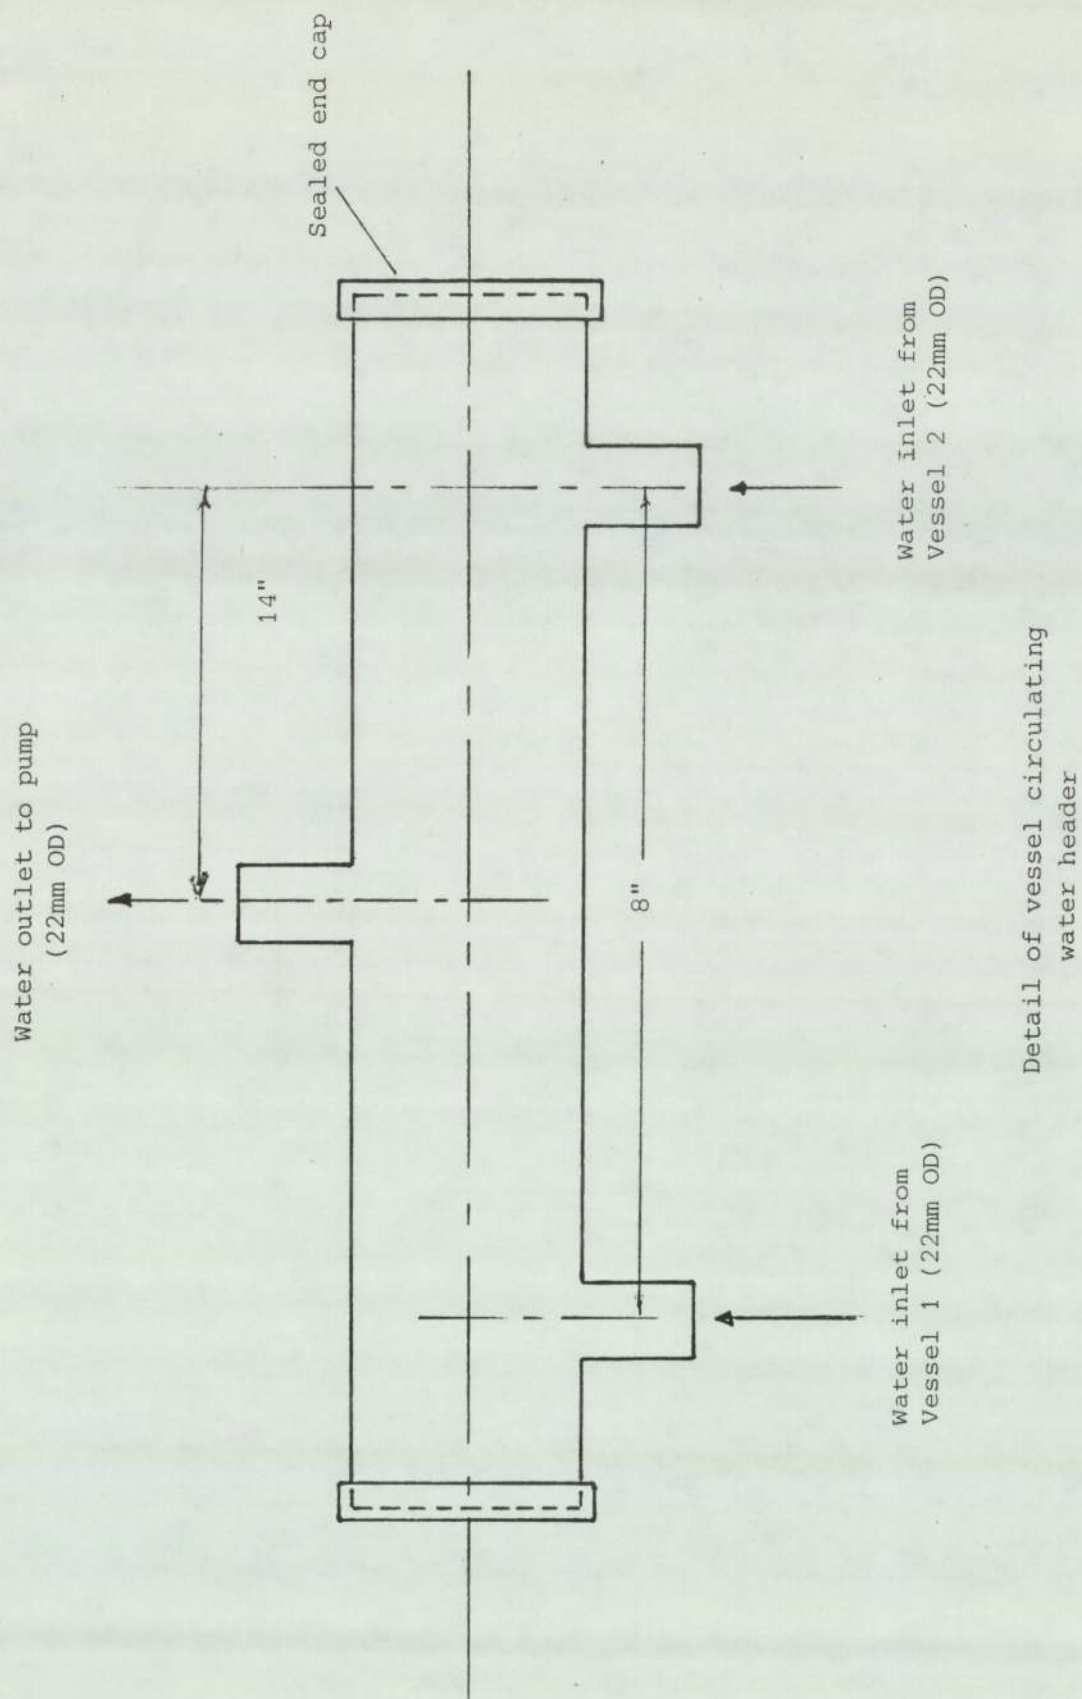 Water outlet to pump
(22mm OD)
Sealed end cap
14"
8"
Water inlet from
Vessel 1 (22mm OD)
Water inlet from
Vessel 2 (22mm OD)
Detail of vessel circulating
water header